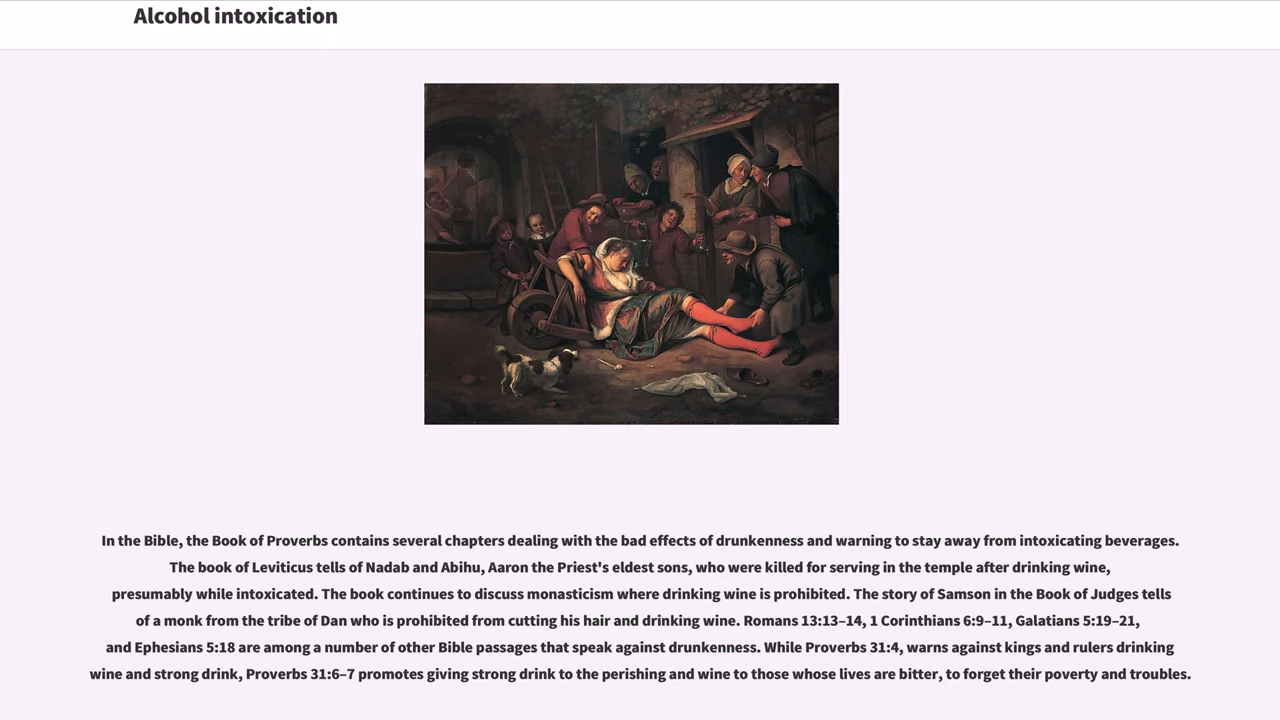 Alcohol intoxication
In the Bible, the Book of Proverbs contains several chapters dealing with the bad effects of drunkenness and warning to stay away from intoxicating beverages.
The book of Leviticus tells of Nadab and Abihu, Aaron the Priest's eldest sons, who were killed for serving in the temple after drinking wine,
presumably while intoxicated. The book continues to discuss monasticism where drinking wine is prohibited. The story of Samson in the Book of Judges tells
of a monk from the tribe of Dan who is prohibited from cutting his hair and drinking wine. Romans 13:13–14, 1 Corinthians 6:9–11, Galatians 5:19–21,
and Ephesians 5:18 are among a number of other Bible passages that speak against drunkenness. While Proverbs 31:4, warns against kings and rulers drinking
wine and strong drink, Proverbs 31:6–7 promotes giving strong drink to the perishing and wine to those whose lives are bitter, to forget their poverty and troubles.